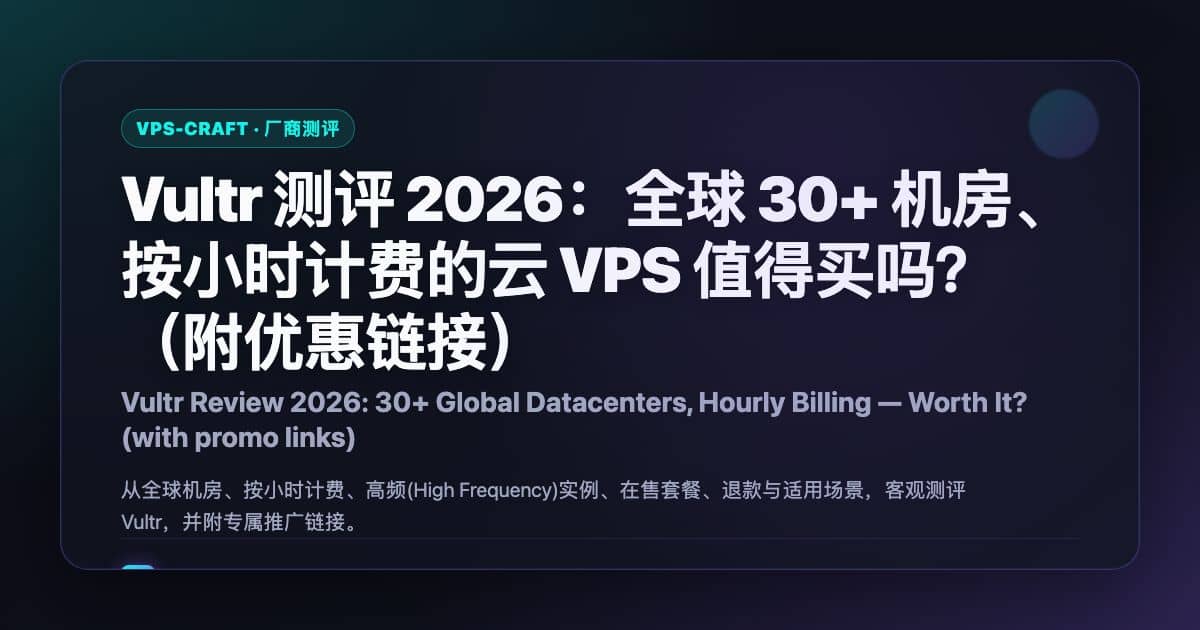 VPS-CRAFT · 厂商测评
Vultr 测评 2026：全球 30+ 机房、
按小时计费的云 VPS 值得买吗？
（附优惠链接）
Vultr Review 2026: 30+ Global Datacenters, Hourly Billing — Worth It?
(with promo links)
从全球机房、按小时计费、高频(High Frequency)实例、在售套餐、退款与适用场景，客观测评
Vultr，并附专属推广链接。